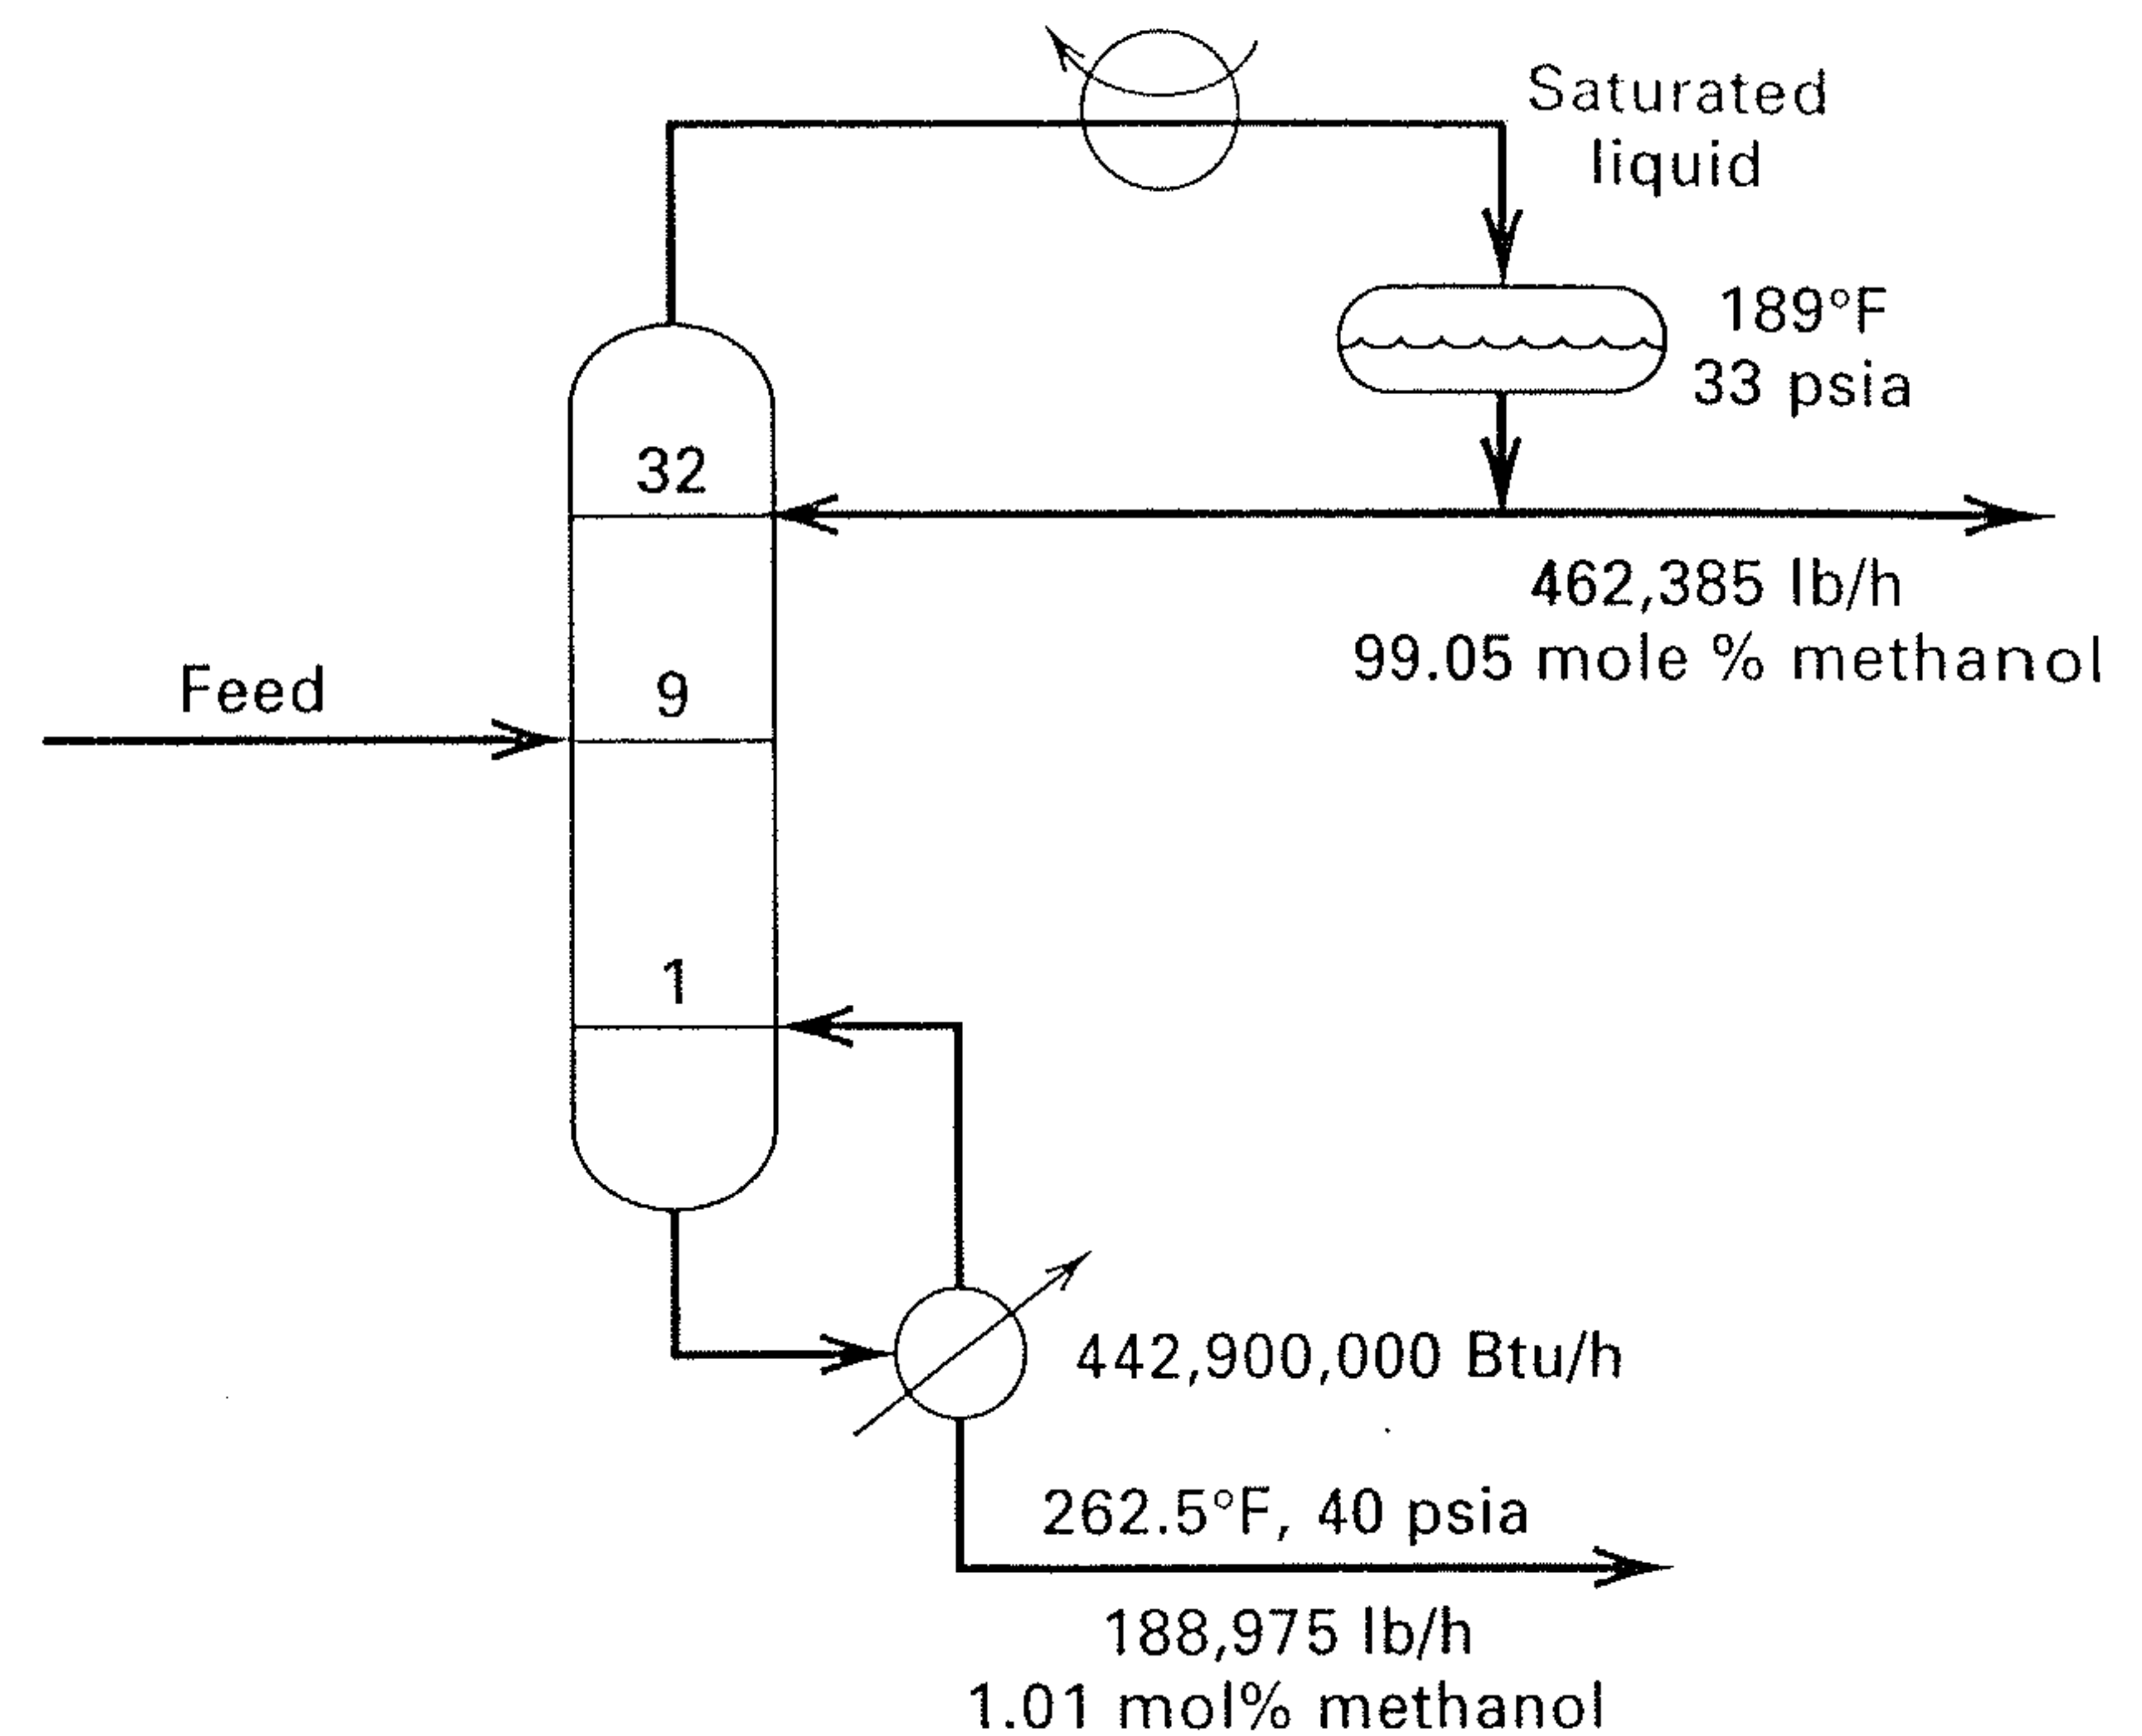 Saturated
liquid
189°F
33 psia
32
462,385 lb/h
99.05 mole % methanol
Feed
9
1
442,900,000 Btu/h
262.5°F, 40 psia
188,975 lb/h
1.01 mol% methanol